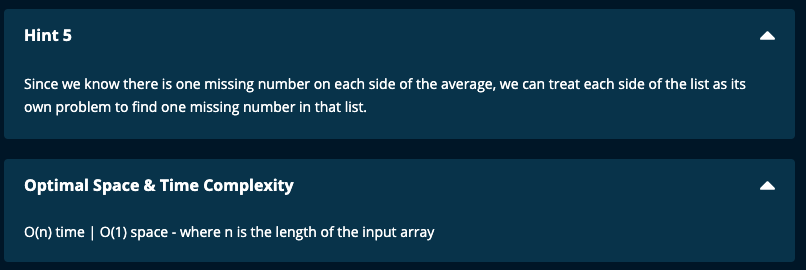 Hint 5
Since we know there is one missing number on each side of the average, we can treat each side of the list as its
own problem to find one missing number in that list.
Optimal Space & Time Complexity
O(n) time | O(1) space - where n is the length of the input array